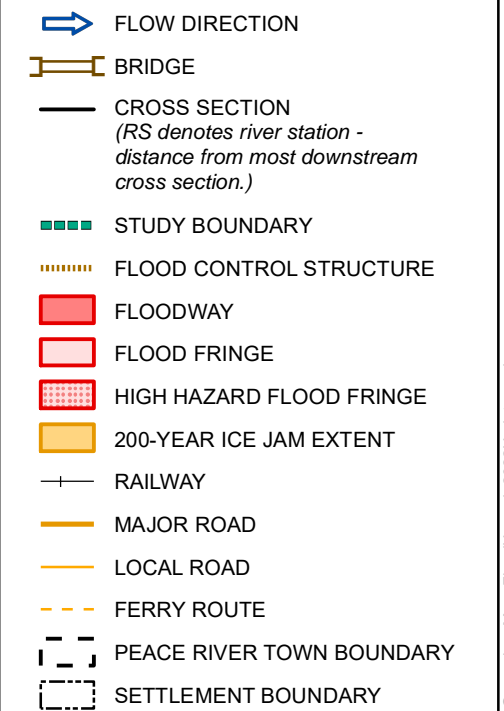 FLOW DIRECTION
BRIDGE
CROSS SECTION
(RS denotes river station -
distance from most downstream
cross section.)
STUDY BOUNDARY
FLOOD CONTROL STRUCTURE
FLOODWAY
FLOOD FRINGE
HIGH HAZARD FLOOD FRINGE
200-YEAR ICE JAM EXTENT
RAILWAY
MAJOR ROAD
LOCAL ROAD
FERRY ROUTE
PEACE RIVER TOWN BOUNDARY
SETTLEMENT BOUNDARY